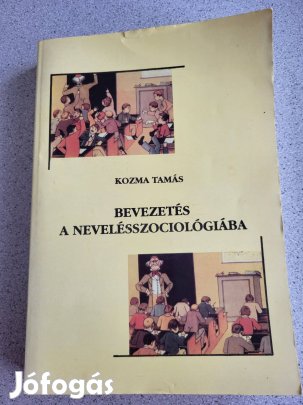 KOZMA TAMÁS
BEVEZETÉS
A NEVELÉSSZOCIOLÓGIÁBA
Jófogás